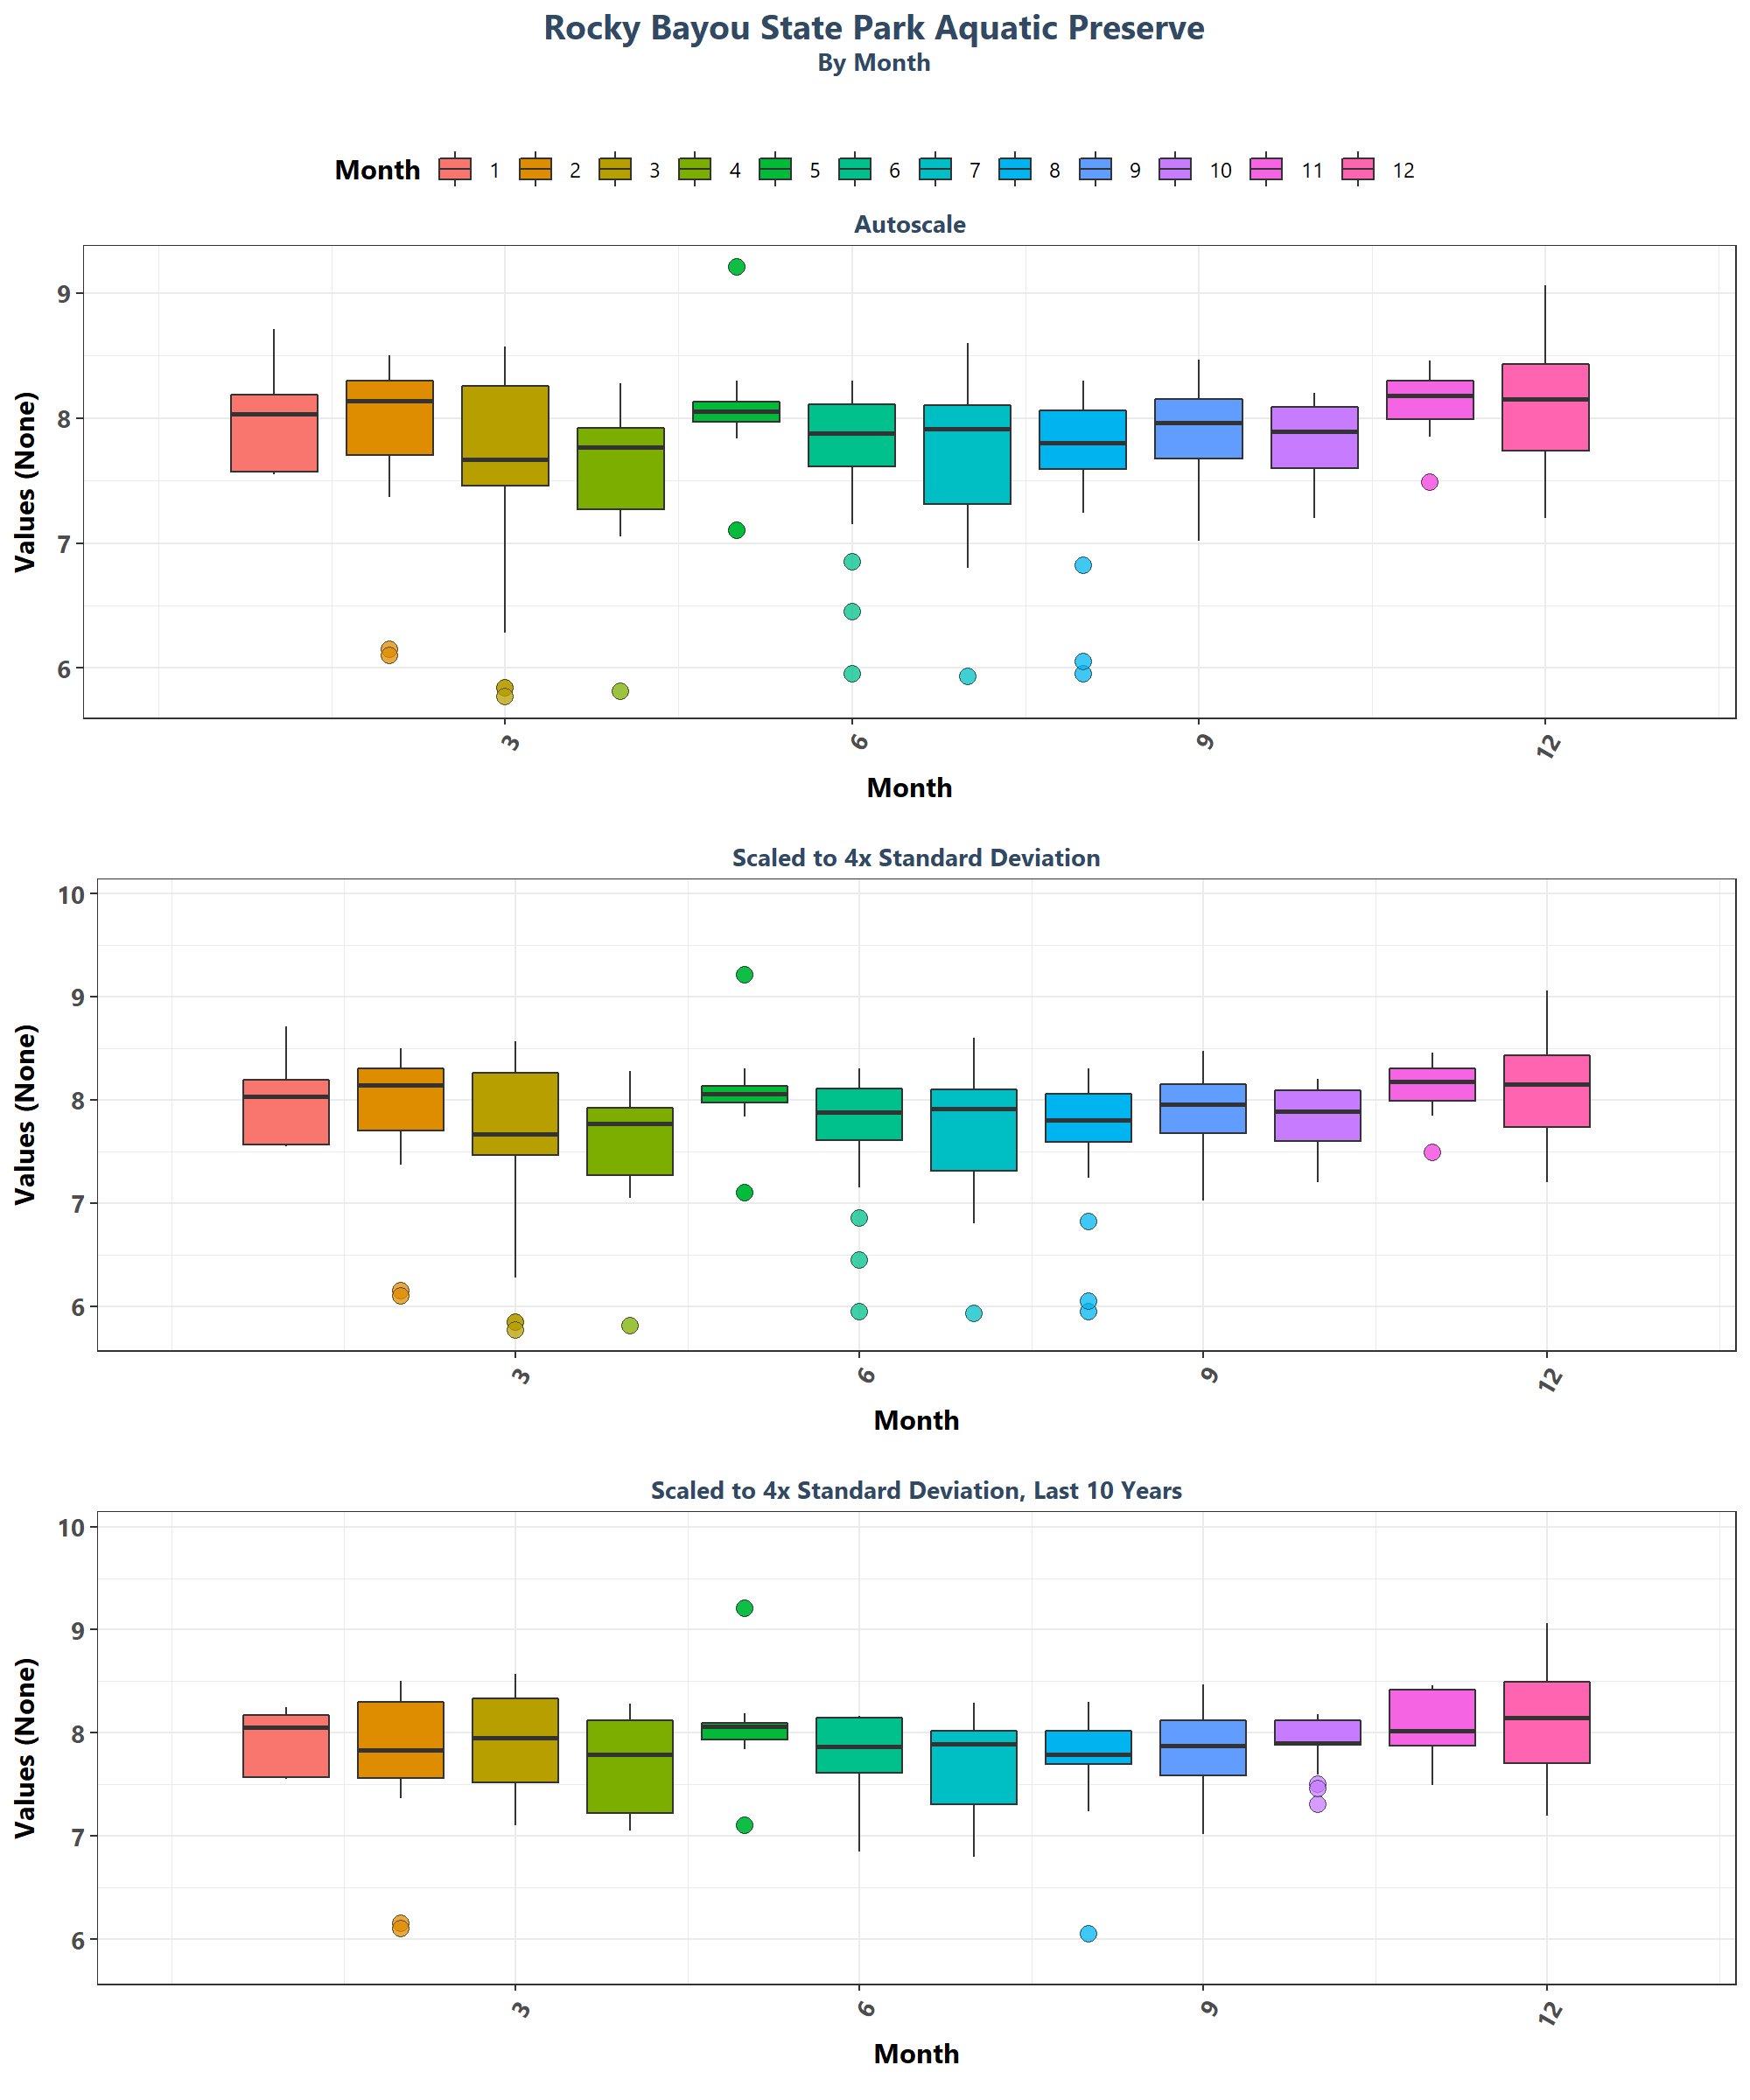 Rocky Bayou State Park Aquatic Preserve
By Month
Month 1 2 3 4 5 6 7 8 9 10 11 12
Autoscale
Values (None)
9
8
7
6
3 6 9 12
Month
Scaled to 4x Standard Deviation
Values (None)
10
9
8
7
6
3 6 9 12
Month
Scaled to 4x Standard Deviation, Last 10 Years
Values (None)
10
9
8
7
6
3 6 9 12
Month